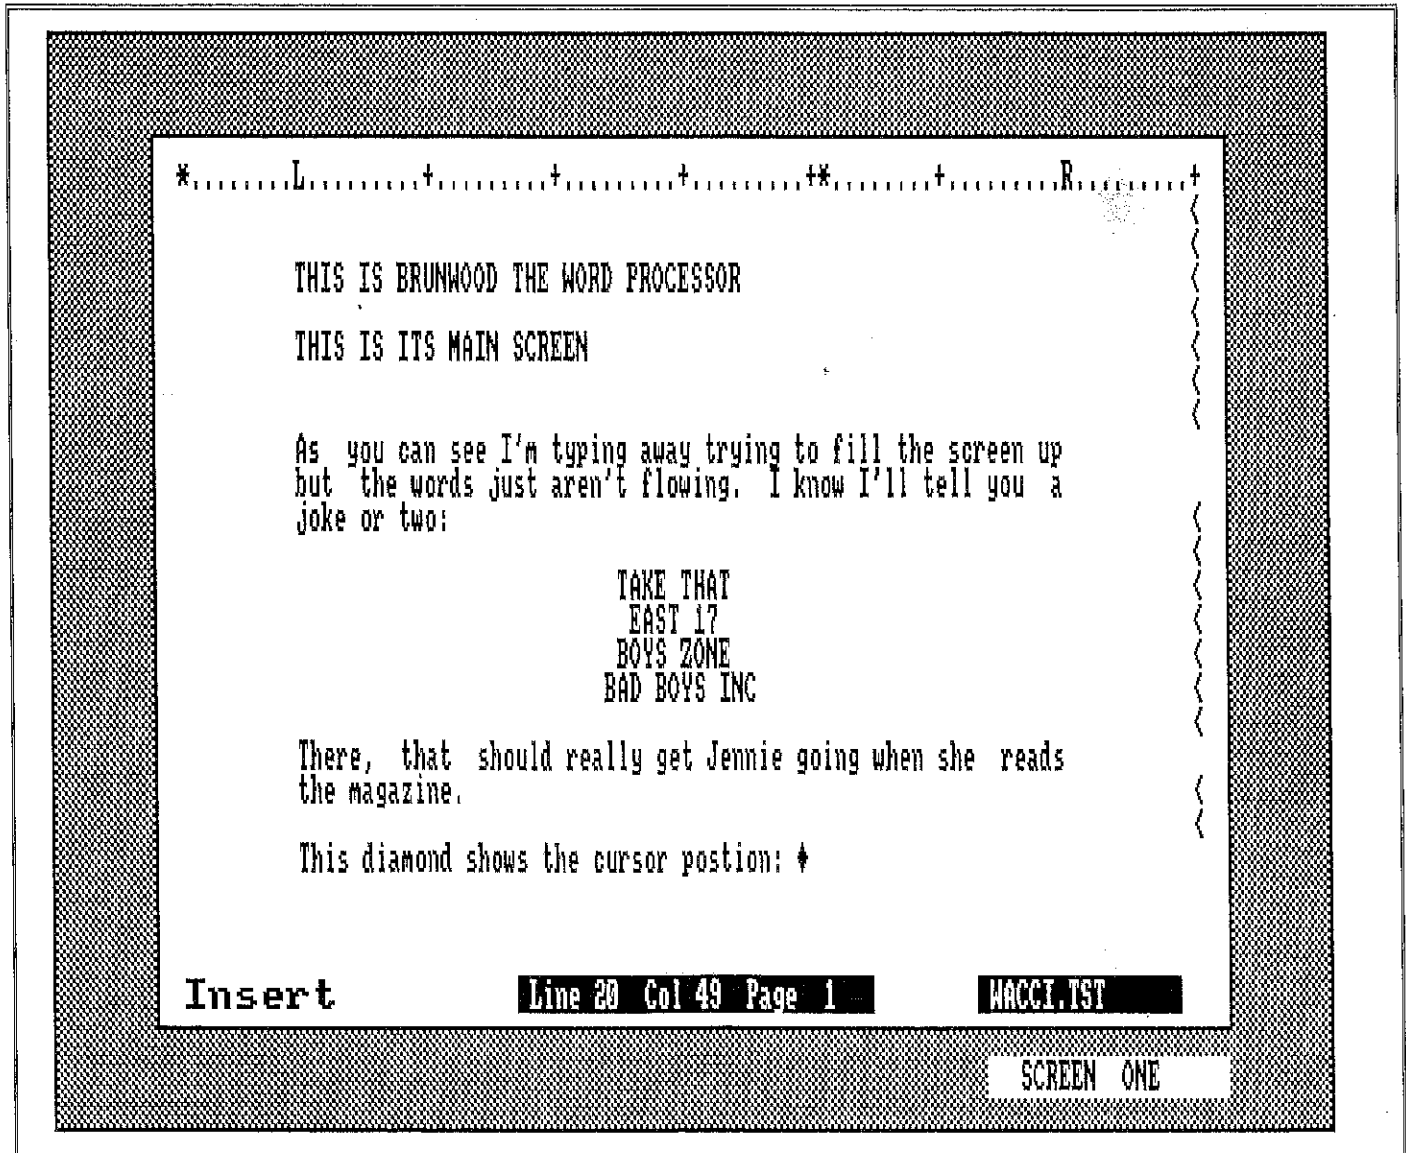 *........L.........+.........+.........+.........+*........+.........R.........+
THIS IS BRUNWOOD THE WORD PROCESSOR
THIS IS ITS MAIN SCREEN
As you can see I'm typing away trying to fill the screen up
but the words just aren't flowing. I know I'll tell you a
joke or two:
TAKE THAT
EAST 17
BOYS ZONE
BAD BOYS INC
There, that should really get Jennie going when she reads
the magazine.
This diamond shows the cursor postion: ♦
Insert Line 20 Col 49 Page 1 WACCI.TST
SCREEN ONE